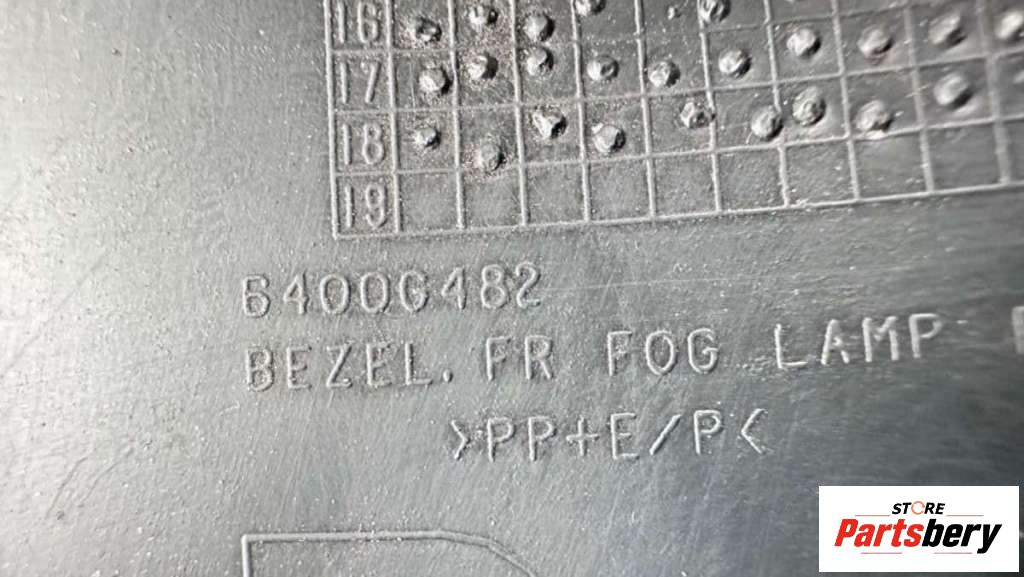 16
17
18
19
6400G482
BEZEL. FR FOG LAMP
>PP+E/P<
STORE
Partsbery